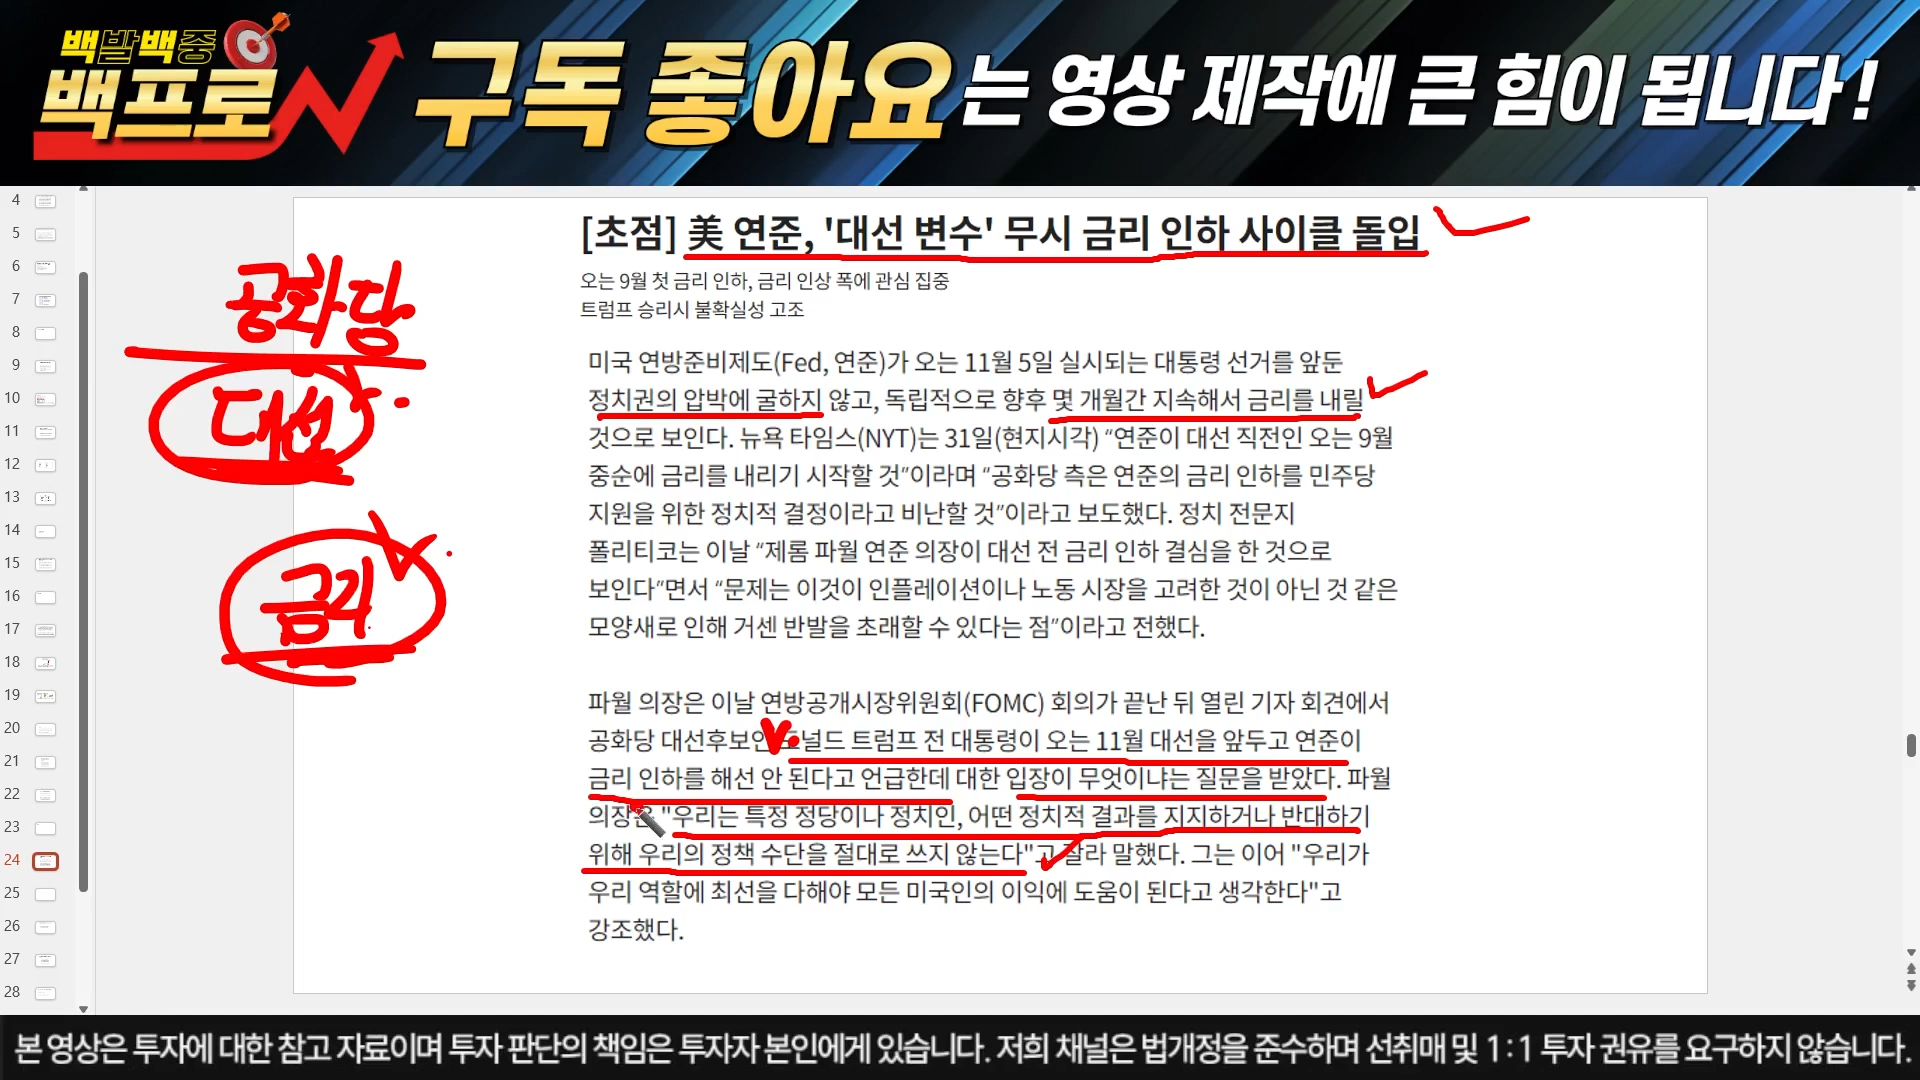 백발백중
백프로
구독 좋아요는 영상 제작에 큰 힘이 됩니다!
4
5
6
7
8
9
10
11
12
13
14
15
16
17
18
19
20
21
22
23
24
25
26
27
28
공화당
대선
금리
[초점] 美 연준, '대선 변수' 무시 금리 인하 사이클 돌입
오는 9월 첫 금리 인하, 금리 인상 폭에 관심 집중
트럼프 승리시 불확실성 고조
미국 연방준비제도(Fed, 연준)가 오는 11월 5일 실시되는 대통령 선거를 앞둔
정치권의 압박에 굴하지 않고, 독립적으로 향후 몇 개월간 지속해서 금리를 내릴
것으로 보인다. 뉴욕 타임스(NYT)는 31일(현지시각) “연준이 대선 직전인 오는 9월
중순에 금리를 내리기 시작할 것”이라며 “공화당 측은 연준의 금리 인하를 민주당
지원을 위한 정치적 결정이라고 비난할 것”이라고 보도했다. 정치 전문지
폴리티코는 이날 “제롬 파월 연준 의장이 대선 전 금리 인하 결심을 한 것으로
보인다”면서 “문제는 이것이 인플레이션이나 노동 시장을 고려한 것이 아닌 것 같은
모양새로 인해 거센 반발을 초래할 수 있다는 점”이라고 전했다.
파월 의장은 이날 연방공개시장위원회(FOMC) 회의가 끝난 뒤 열린 기자 회견에서
공화당 대선후보인 도널드 트럼프 전 대통령이 오는 11월 대선을 앞두고 연준이
금리 인하를 해선 안 된다고 언급한데 대한 입장이 무엇이냐는 질문을 받았다. 파월
의장은 "우리는 특정 정당이나 정치인, 어떤 정치적 결과를 지지하거나 반대하기
위해 우리의 정책 수단을 절대로 쓰지 않는다"고 잘라 말했다. 그는 이어 "우리가
우리 역할에 최선을 다해야 모든 미국인의 이익에 도움이 된다고 생각한다"고
강조했다.
본 영상은 투자에 대한 참고 자료이며 투자 판단의 책임은 투자자 본인에게 있습니다. 저희 채널은 법개정을 준수하며 선취매 및 1:1 투자 권유를 요구하지 않습니다.